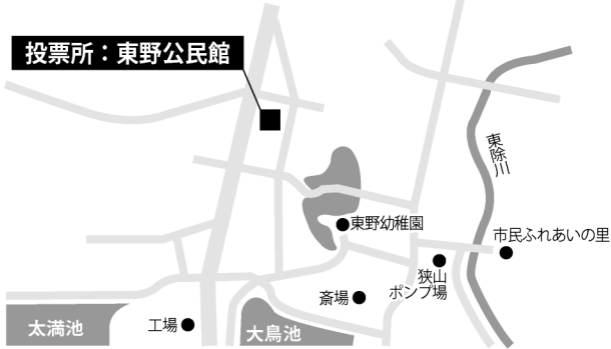 投票所：東野公民館
東除川
東野幼稚園
市民ふれあいの里
狭山
ポンプ場
斎場
工場
太満池
大鳥池